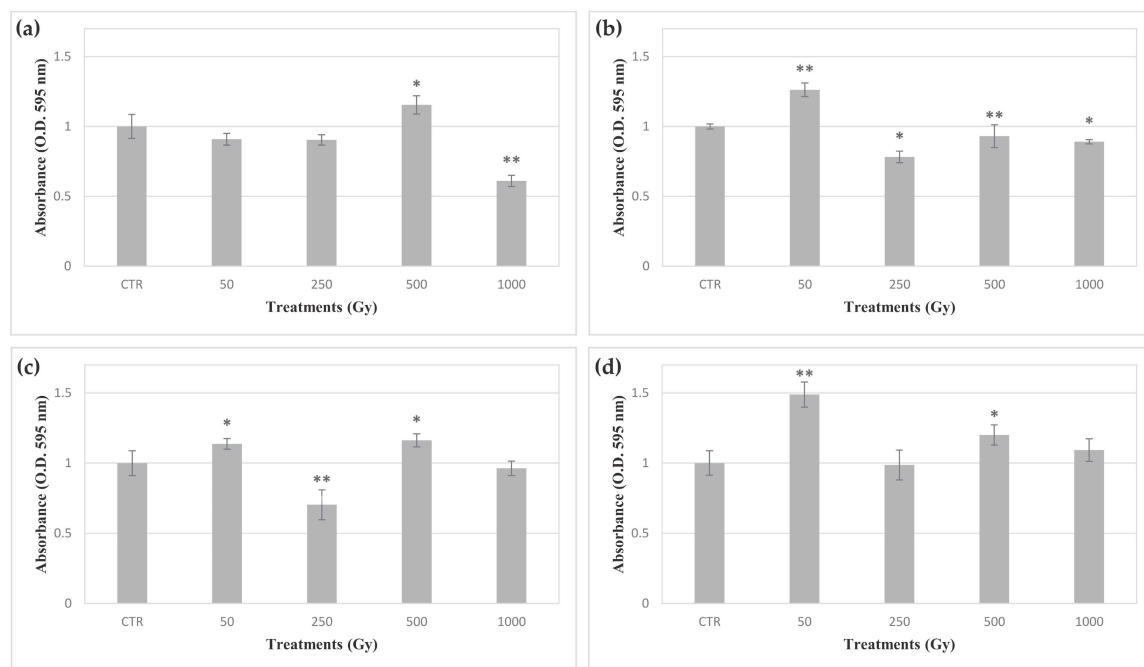 (a)
Absorbance (O.D. 595 nm)
1.5
1
0.5
0
*
**
CTR 50 250 500 1000
Treatments (Gy)
(b)
Absorbance (O.D. 595 nm)
1.5
1
0.5
0
**
*
**
*
CTR 50 250 500 1000
Treatments (Gy)
(c)
Absorbance (O.D. 595 nm)
1.5
1
0.5
0
*
**
*
CTR 50 250 500 1000
Treatments (Gy)
(d)
Absorbance (O.D. 595 nm)
1.5
1
0.5
0
**
*
CTR 50 250 500 1000
Treatments (Gy)